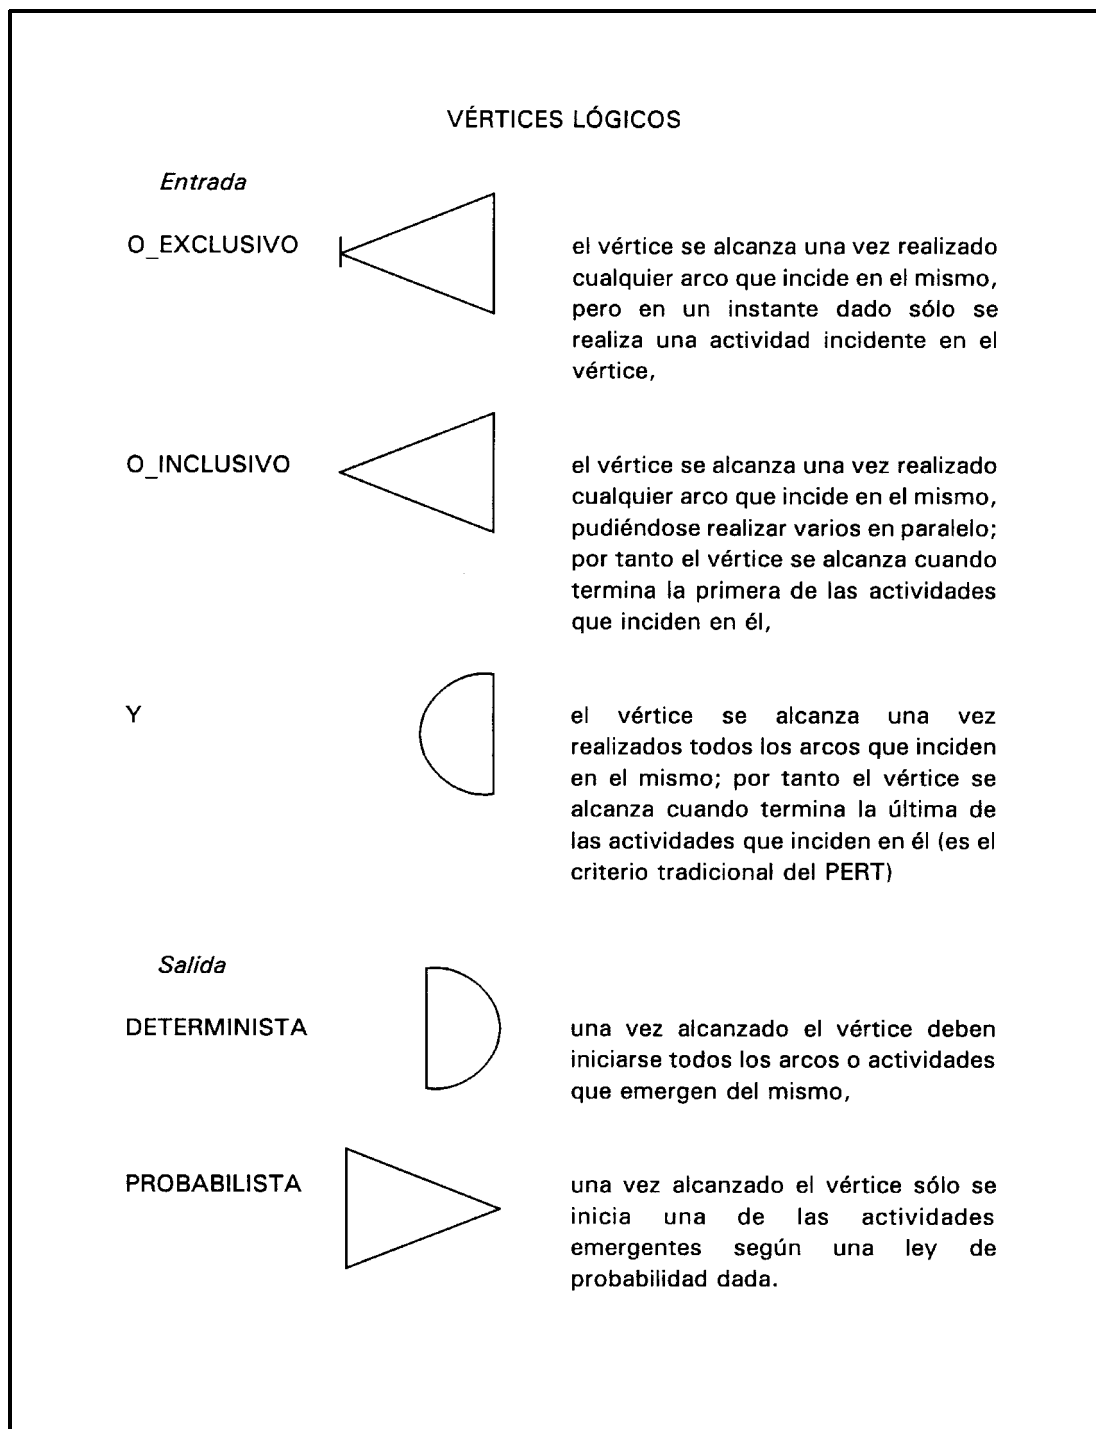 VÉRTICES LÓGICOS
Entrada
O_EXCLUSIVO
el vértice se alcanza una vez realizado
cualquier arco que incide en el mismo,
pero en un instante dado sólo se
realiza una actividad incidente en el
vértice,
O_INCLUSIVO
el vértice se alcanza una vez realizado
cualquier arco que incide en el mismo,
pudiéndose realizar varios en paralelo;
por tanto el vértice se alcanza cuando
termina la primera de las actividades
que inciden en él,
Y
el vértice se alcanza una vez
realizados todos los arcos que inciden
en el mismo; por tanto el vértice se
alcanza cuando termina la última de
las actividades que inciden en él (es el
criterio tradicional del PERT)
Salida
DETERMINISTA
una vez alcanzado el vértice deben
iniciarse todos los arcos o actividades
que emergen del mismo,
PROBABILISTA
una vez alcanzado el vértice sólo se
inicia una de las actividades
emergentes según una ley de
probabilidad dada.